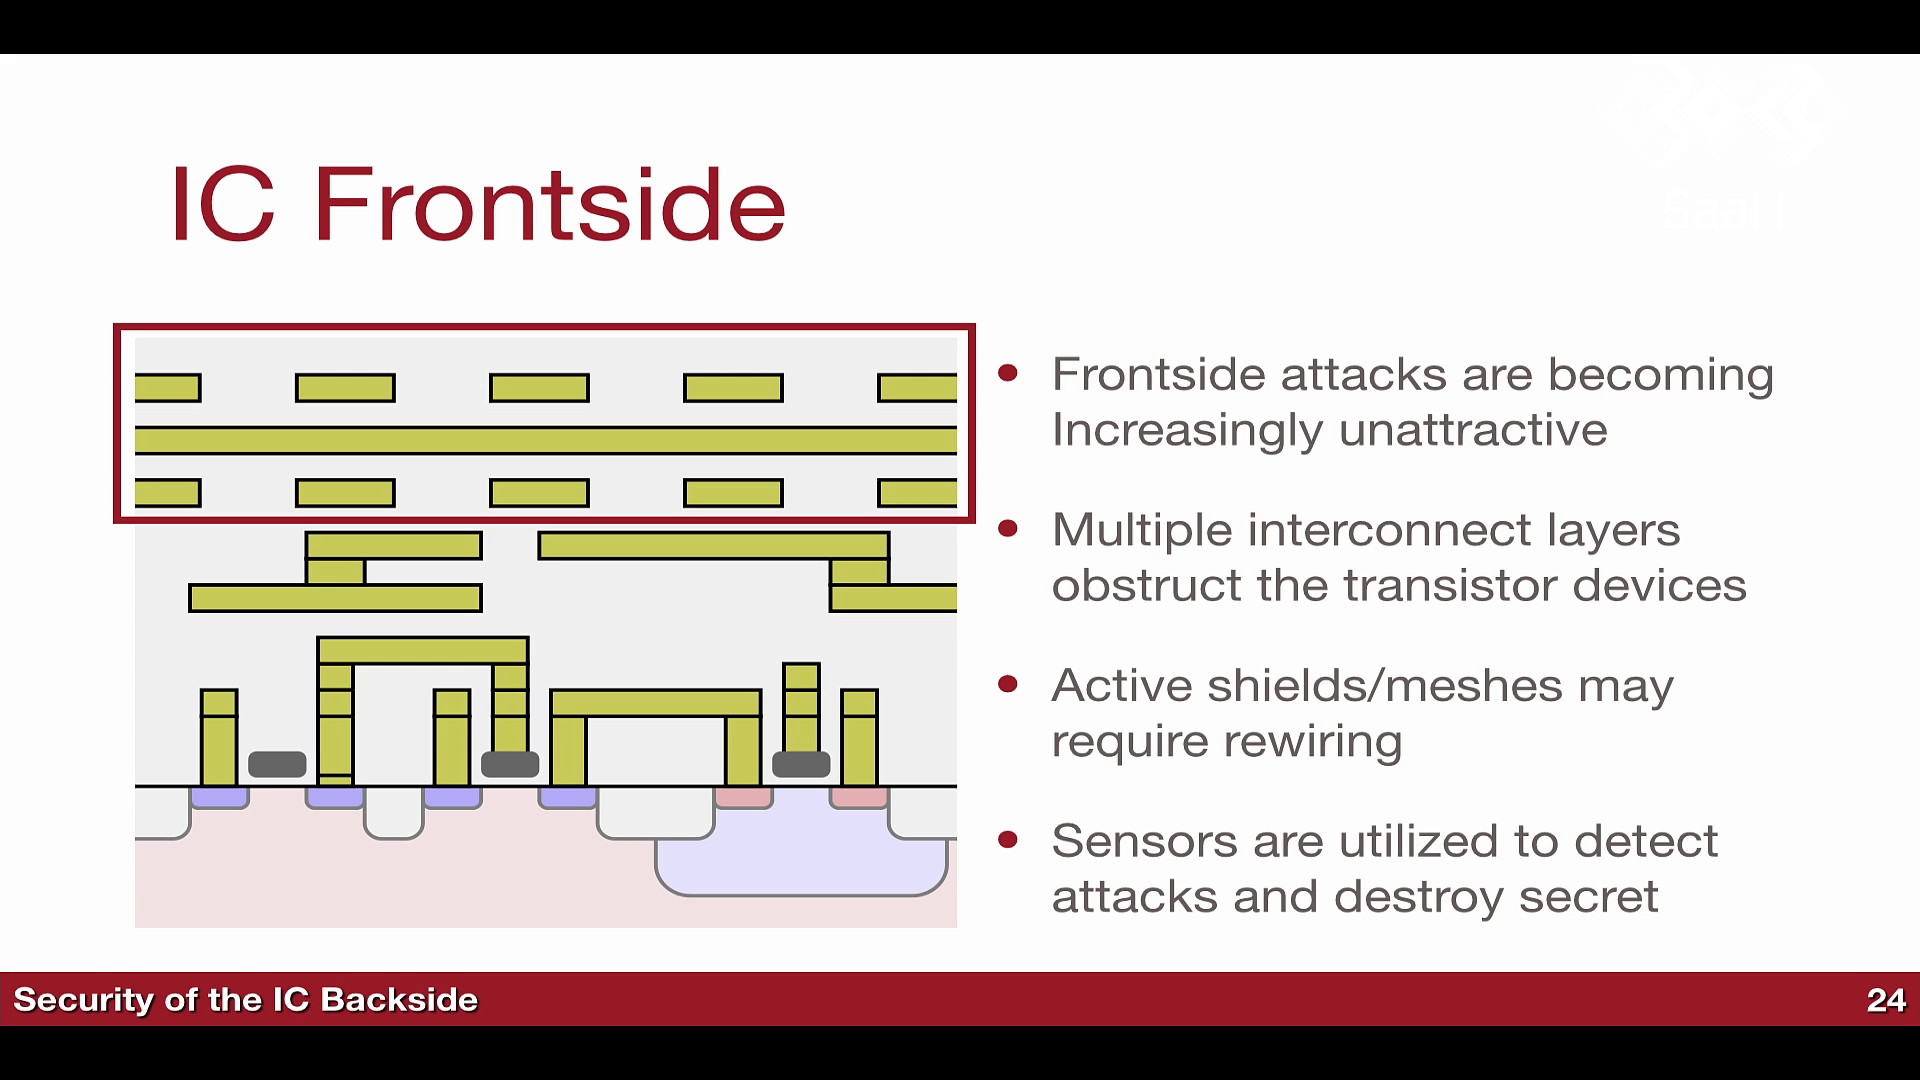 IC Frontside
• Frontside attacks are becoming
Increasingly unattractive
• Multiple interconnect layers
obstruct the transistor devices
• Active shields/meshes may
require rewiring
• Sensors are utilized to detect
attacks and destroy secret
Security of the IC Backside
24